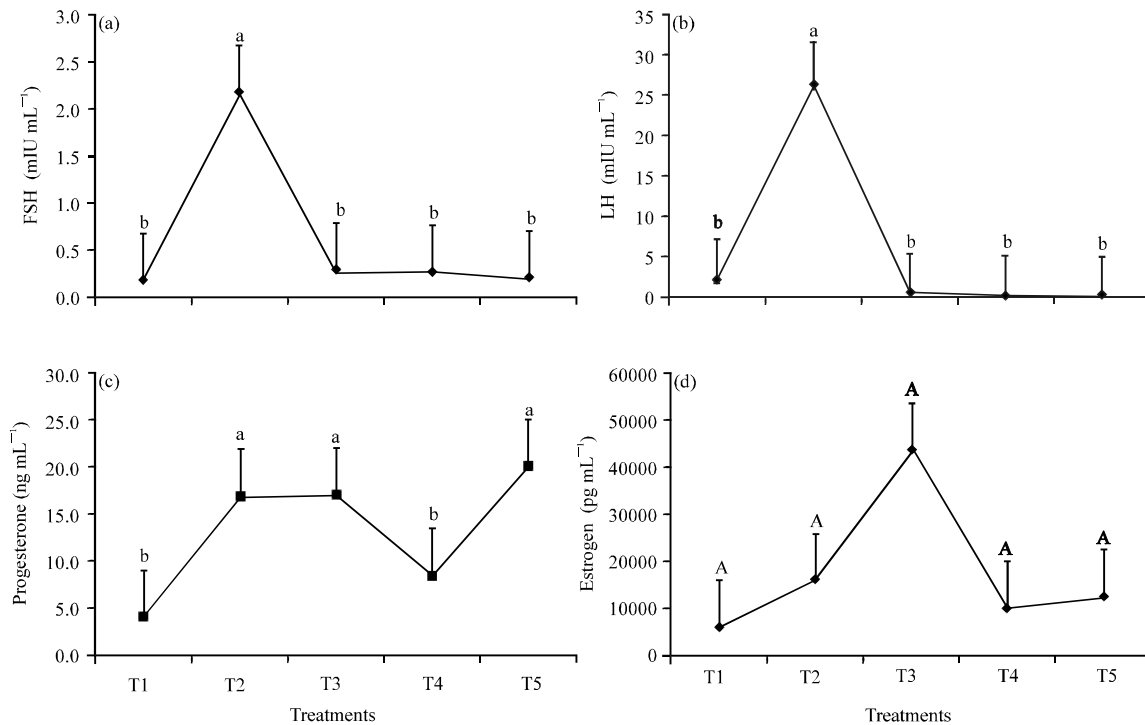 (a)
FSH (mIU mL⁻¹)
3.0
2.5
2.0
1.5
1.0
0.5
0.0
b
a
b
b
b
(b)
LH (mIU mL⁻¹)
35
30
25
20
15
10
5
0
b
a
b
b
b
(c)
Progesterone (ng mL⁻¹)
30.0
25.0
20.0
15.0
10.0
5.0
0.0
b
a
a
b
a
T1 T2 T3 T4 T5
Treatments
(d)
Estrogen (pg mL⁻¹)
60000
50000
40000
30000
20000
10000
0
A
A
A
A
A
T1 T2 T3 T4 T5
Treatments